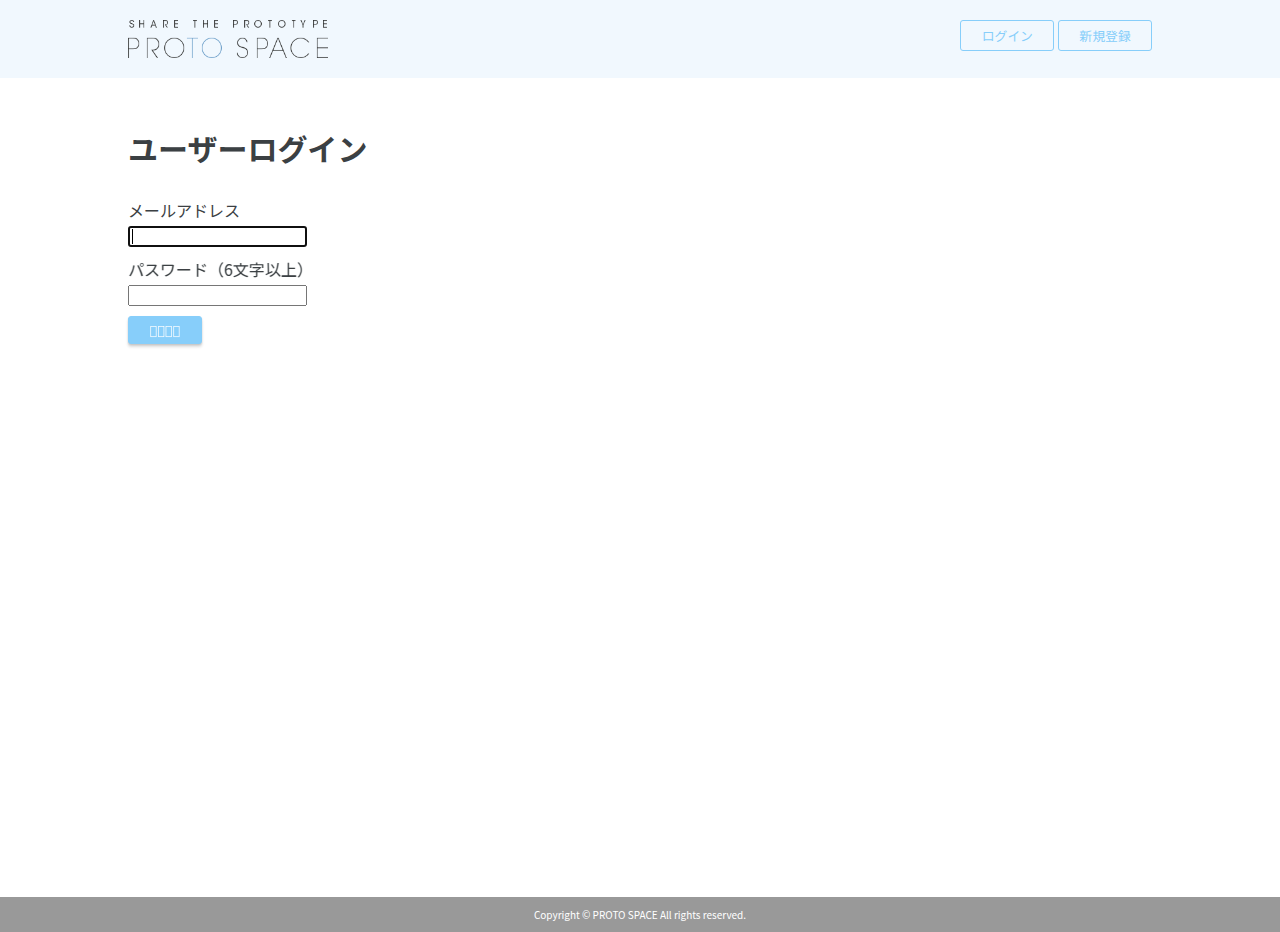 SHARE THE PROTOTYPE
PROTO SPACE
ログイン
新規登録
ユーザーログイン
メールアドレス
パスワード（6文字以上）
Copyright © PROTO SPACE All rights reserved.